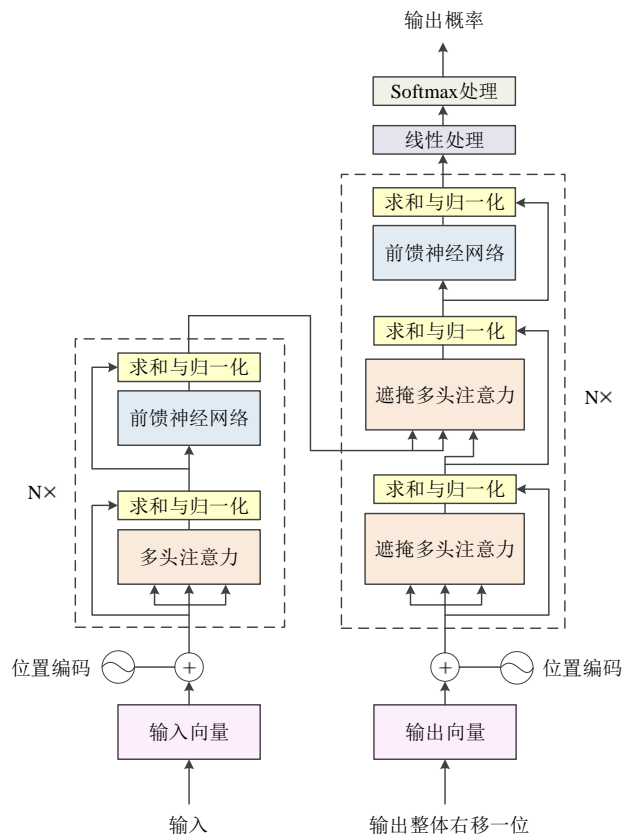 输出概率
Softmax处理
线性处理
求和与归一化
前馈神经网络
求和与归一化
遮掩多头注意力
N×
求和与归一化
遮掩多头注意力
求和与归一化
前馈神经网络
N×
求和与归一化
多头注意力
位置编码
+
+
位置编码
输入向量
输出向量
输入
输出整体右移一位